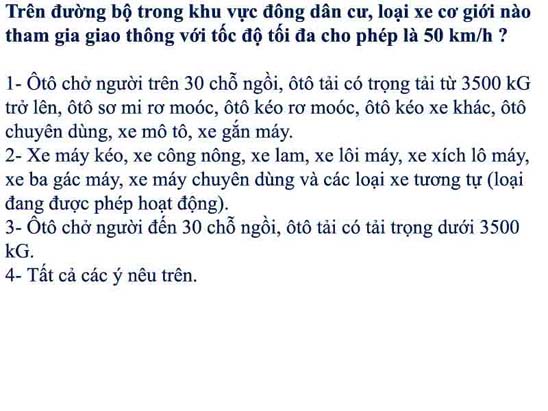 Trên đường bộ trong khu vực đông dân cư, loại xe cơ giới nào
tham gia giao thông với tốc độ tối đa cho phép là 50 km/h ?
1- Ôtô chở người trên 30 chỗ ngồi, ôtô tải có trọng tải từ 3500 kG
trở lên, ôtô sơ mi rơ moóc, ôtô kéo rơ moóc, ôtô kéo xe khác, ôtô
chuyên dùng, xe mô tô, xe gắn máy.
2- Xe máy kéo, xe công nông, xe lam, xe lôi máy, xe xích lô máy,
xe ba gác máy, xe máy chuyên dùng và các loại xe tương tự (loại
đang được phép hoạt động).
3- Ôtô chở người đến 30 chỗ ngồi, ôtô tải có tải trọng dưới 3500
kG.
4- Tất cả các ý nêu trên.